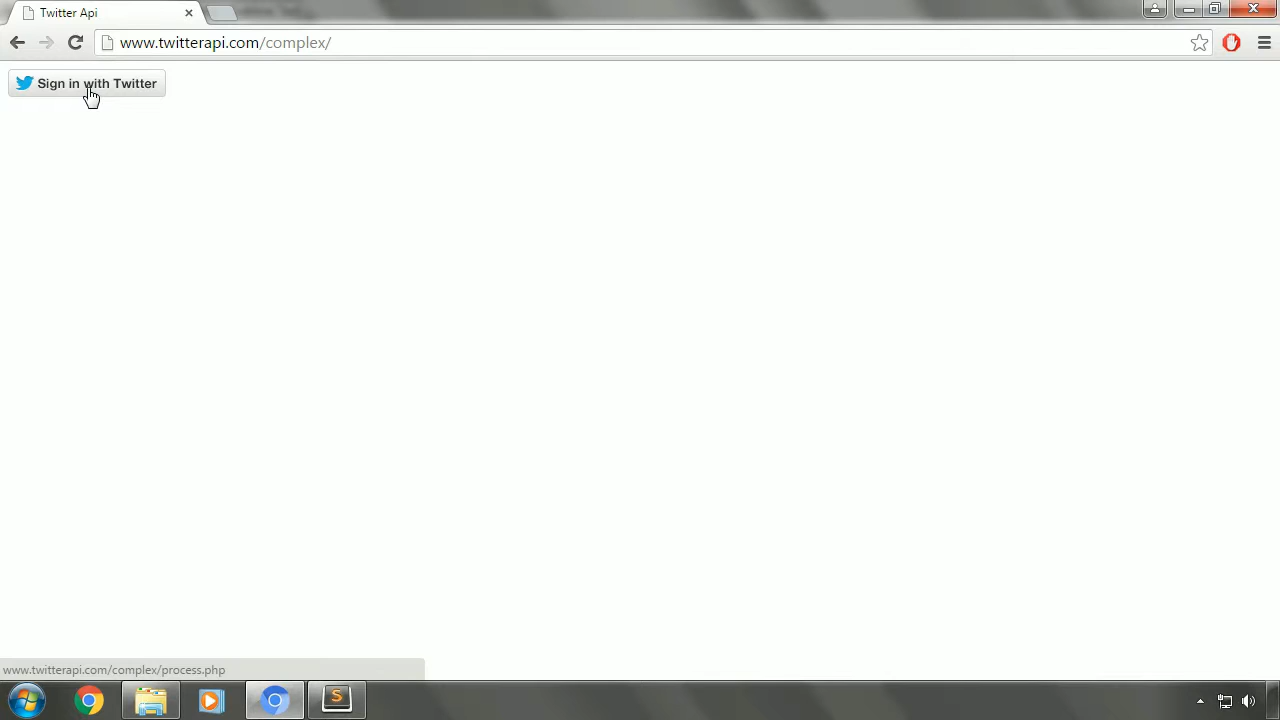 Twitter Api
www.twitterapi.com/complex/
Sign in with Twitter
www.twitterapi.com/complex/process.php
S